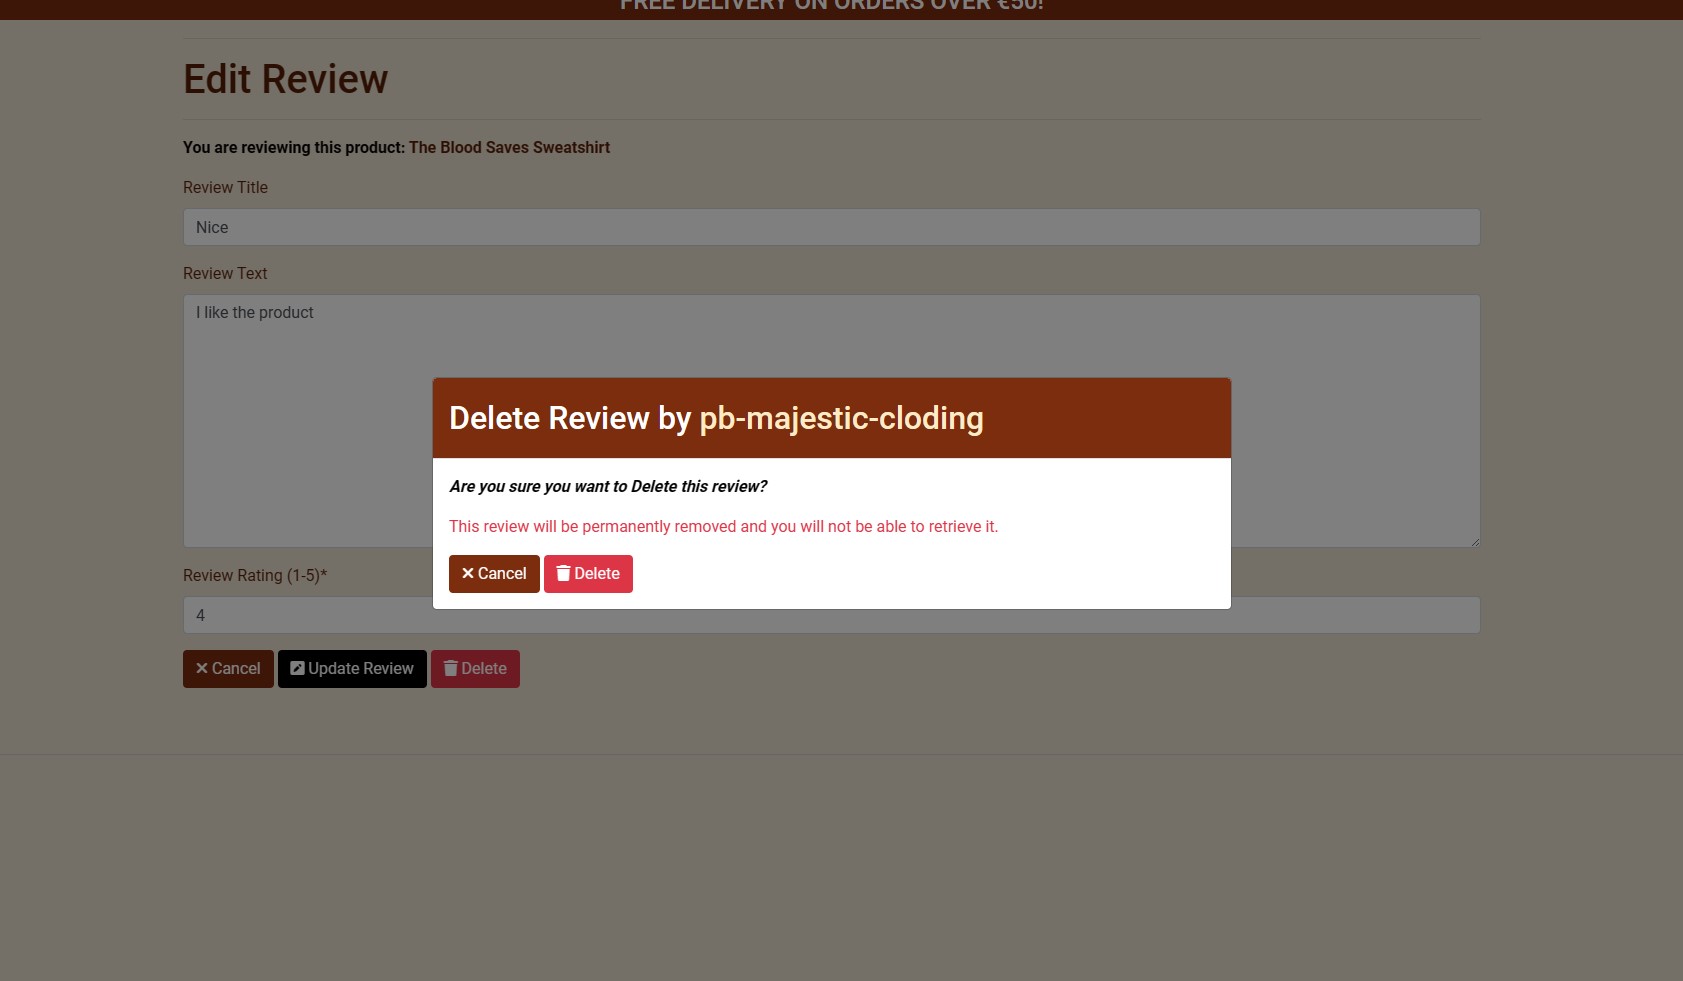 FREE DELIVERY ON ORDERS OVER €50!
Edit Review
You are reviewing this product: The Blood Saves Sweatshirt
Review Title
Nice
Review Text
I like the product
Delete Review by pb-majestic-cloding
Are you sure you want to Delete this review?
This review will be permanently removed and you will not be able to retrieve it.
Cancel Delete
Review Rating (1-5)*
4
Cancel Update Review Delete